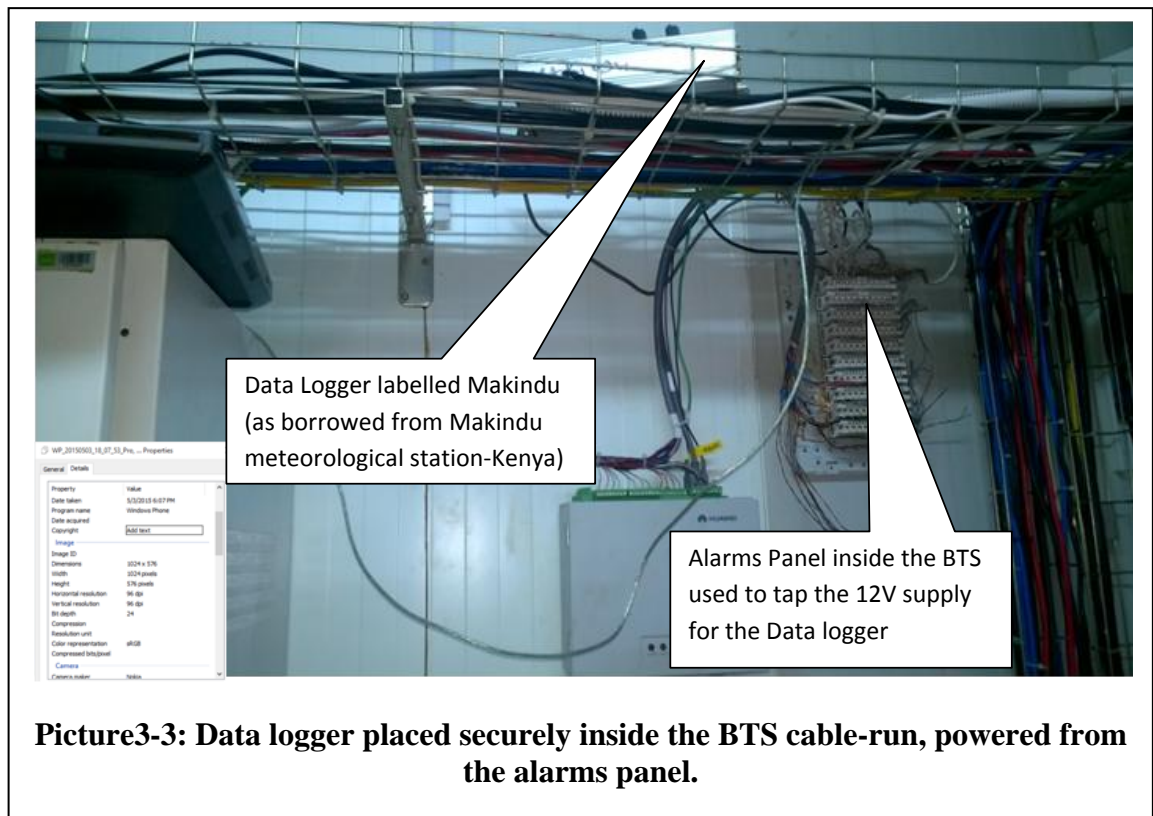 Data Logger labelled Makindu
(as borrowed from Makindu
meteorological station-Kenya)
Alarms Panel inside the BTS
used to tap the 12V supply
for the Data logger
HUAWEI
WP_20150503_18_07_53_Pro, ... Properties
General Details
Property Value
Date taken 5/3/2015 6:07 PM
Program name Windows Phone
Date acquired
Copyright Add text
Image
Image ID
Dimensions 1024 x 576
Width 1024 pixels
Height 576 pixels
Horizontal resolution 96 dpi
Vertical resolution 96 dpi
Bit depth 24
Compression
Resolution unit
Color representation sRGB
Compressed bits/pixel
Camera
Camera maker Nokia
Picture3-3: Data logger placed securely inside the BTS cable-run, powered from
the alarms panel.